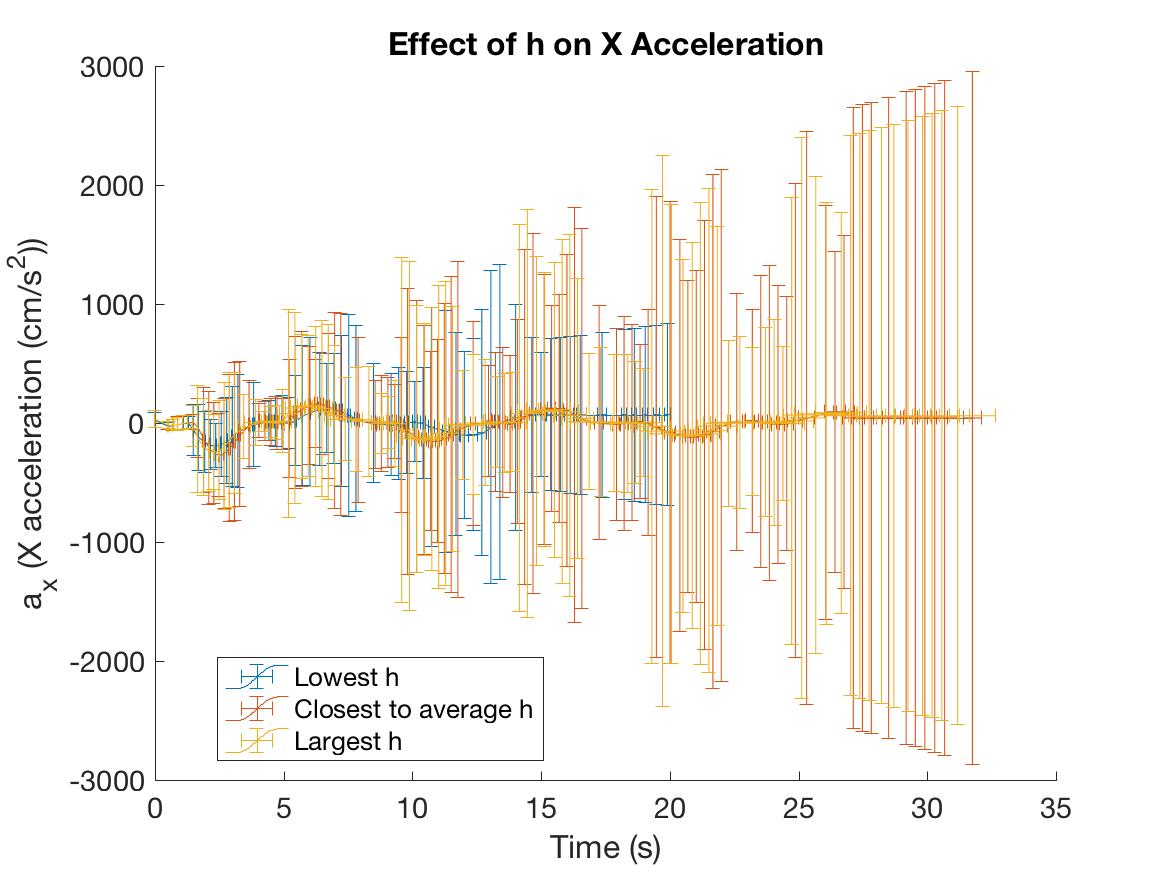 Effect of h on X Acceleration
3000
2000
1000
0
-1000
-2000
-3000
a_x (X acceleration (cm/s^2))
Lowest h
Closest to average h
Largest h
0 5 10 15 20 25 30 35
Time (s)